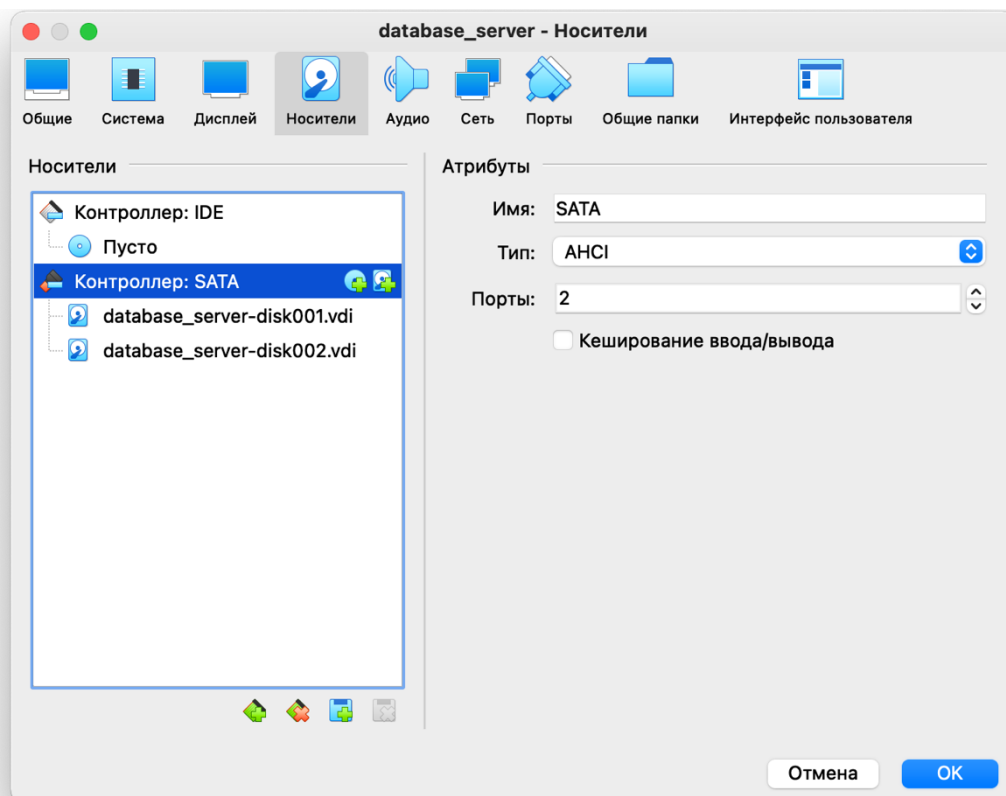 database_server - Носители
Общие Система Дисплей Носители Аудио Сеть Порты Общие папки Интерфейс пользователя
Носители
Контроллер: IDE
Пусто
Контроллер: SATA
database_server-disk001.vdi
database_server-disk002.vdi
Атрибуты
Имя: SATA
Тип: AHCI
Порты: 2
Кеширование ввода/вывода
Отмена OK